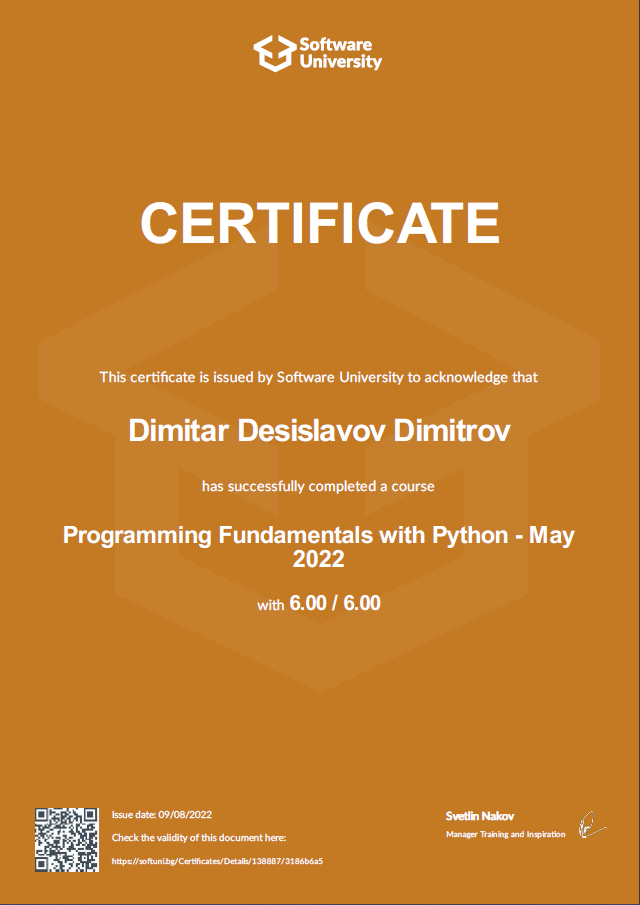 Software
University
CERTIFICATE
This certificate is issued by Software University to acknowledge that
Dimitar Desislavov Dimitrov
has successfully completed a course
Programming Fundamentals with Python - May
2022
with 6.00 / 6.00
Issue date: 09/08/2022
Check the validity of this document here:
https://softuni.bg/Certificates/Details/138887/3186b6a5
Svetlin Nakov
Manager Training and Inspiration